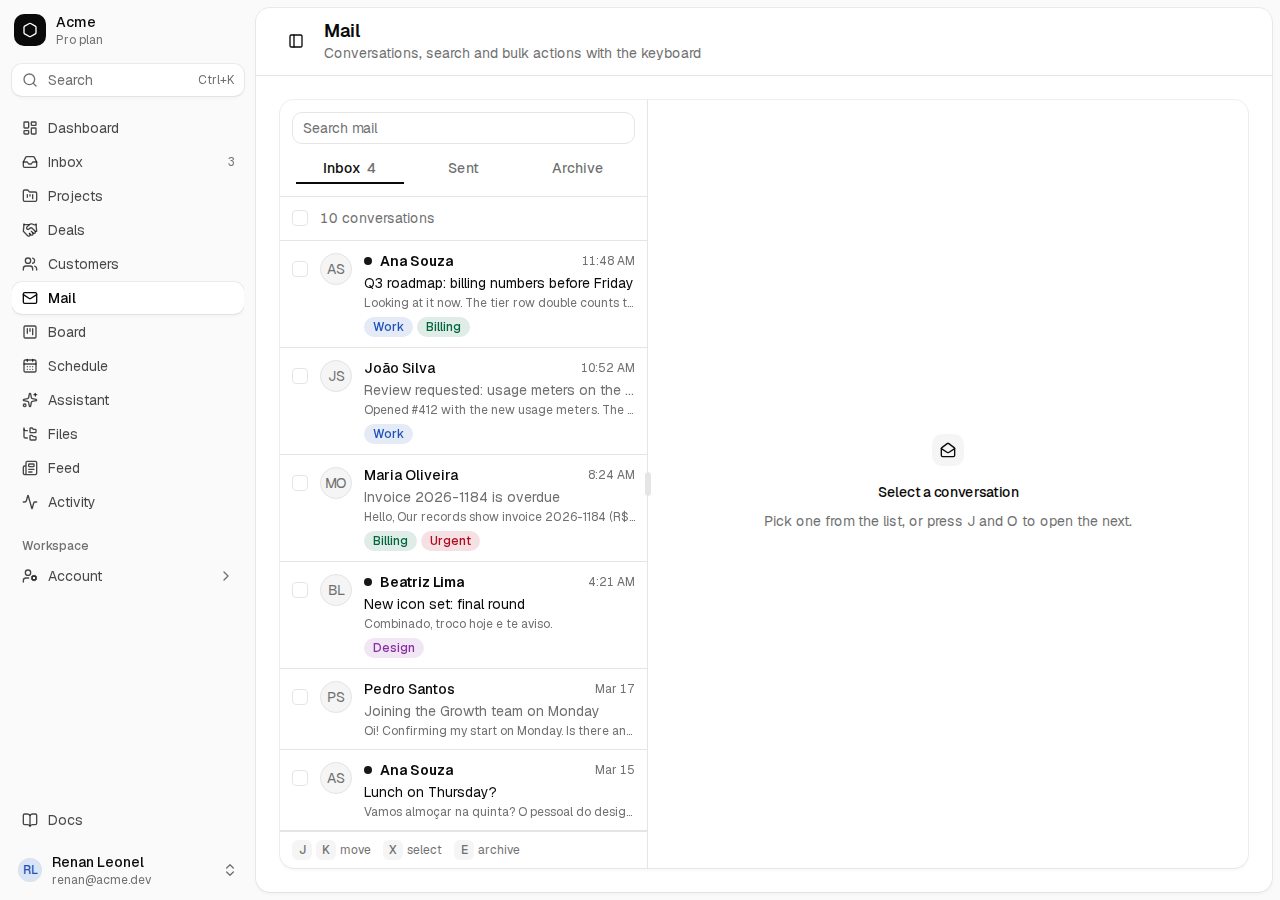 Acme
Pro plan
Search Ctrl+K
Dashboard
Inbox 3
Projects
Deals
Customers
Mail
Board
Schedule
Assistant
Files
Feed
Activity
Workspace
Account
Docs
RL
Renan Leonel
renan@acme.dev
Mail
Conversations, search and bulk actions with the keyboard
Search mail
Inbox 4 Sent Archive
10 conversations
AS Ana Souza 11:48 AM
Q3 roadmap: billing numbers before Friday
Looking at it now. The tier row double counts t...
Work Billing
JS João Silva 10:52 AM
Review requested: usage meters on the ...
Opened #412 with the new usage meters. The ...
Work
MO Maria Oliveira 8:24 AM
Invoice 2026-1184 is overdue
Hello, Our records show invoice 2026-1184 (R$...
Billing Urgent
BL Beatriz Lima 4:21 AM
New icon set: final round
Combinado, troco hoje e te aviso.
Design
PS Pedro Santos Mar 17
Joining the Growth team on Monday
Oi! Confirming my start on Monday. Is there an...
AS Ana Souza Mar 15
Lunch on Thursday?
Vamos almoçar na quinta? O pessoal do desig...
J K move X select E archive
Select a conversation
Pick one from the list, or press J and O to open the next.